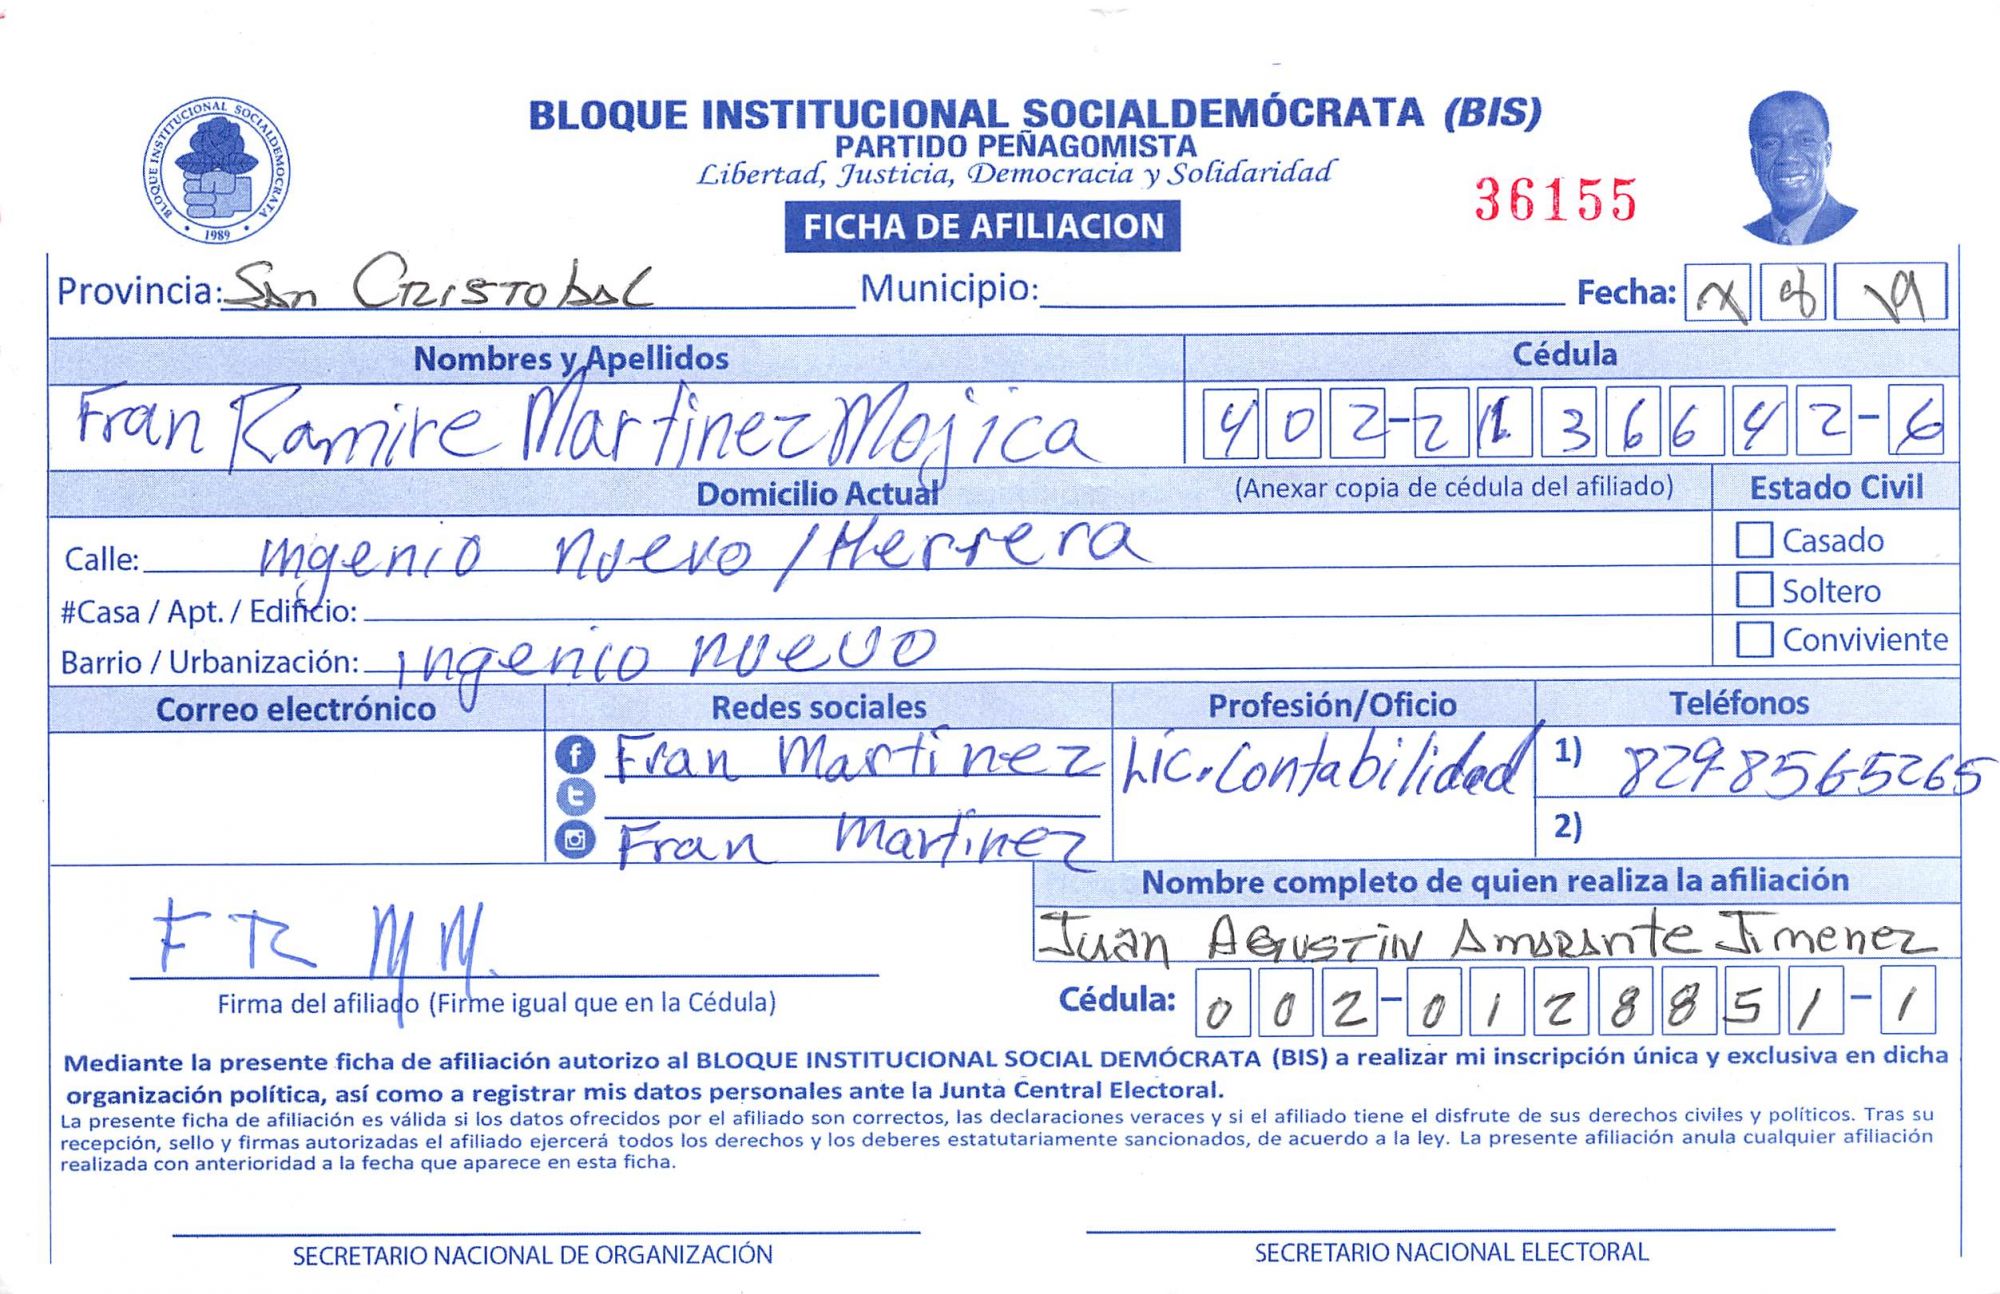 BLOQUE INSTITUCIONAL SOCIALDEMOCRATA
1989
BLOQUE INSTITUCIONAL SOCIALDEMÓCRATA (BIS)
PARTIDO PEÑAGOMISTA
Libertad, Justicia, Democracia y Solidaridad
36155
FICHA DE AFILIACION
Provincia: San Cristobal Municipio: Fecha: 8 19
Nombres y Apellidos Cédula
Fran Ramire Martinez Mojica 402-2136642-6
Domicilio Actual (Anexar copia de cédula del afiliado) Estado Civil
Calle: ingenio nuevo / Herrera Casado
#Casa / Apt. / Edificio: Soltero
Barrio / Urbanización: ingenio nuevo Conviviente
Correo electrónico Redes sociales Profesión/Oficio Teléfonos
Fran Martinez Lic. Contabilidad 1) 829-8565265
Fran Martinez 2)
Nombre completo de quien realiza la afiliación
F R M M. Juan Agustin Amarante Jimenez
Firma del afiliado (Firme igual que en la Cédula) Cédula: 002-0128851-1
Mediante la presente ficha de afiliación autorizo al BLOQUE INSTITUCIONAL SOCIAL DEMÓCRATA (BIS) a realizar mi inscripción única y exclusiva en dicha
organización política, así como a registrar mis datos personales ante la Junta Central Electoral.
La presente ficha de afiliación es válida si los datos ofrecidos por el afiliado son correctos, las declaraciones veraces y si el afiliado tiene el disfrute de sus derechos civiles y políticos. Tras su
recepción, sello y firmas autorizadas el afiliado ejercerá todos los derechos y los deberes estatutariamente sancionados, de acuerdo a la ley. La presente afiliación anula cualquier afiliación
realizada con anterioridad a la fecha que aparece en esta ficha.
SECRETARIO NACIONAL DE ORGANIZACIÓN SECRETARIO NACIONAL ELECTORAL